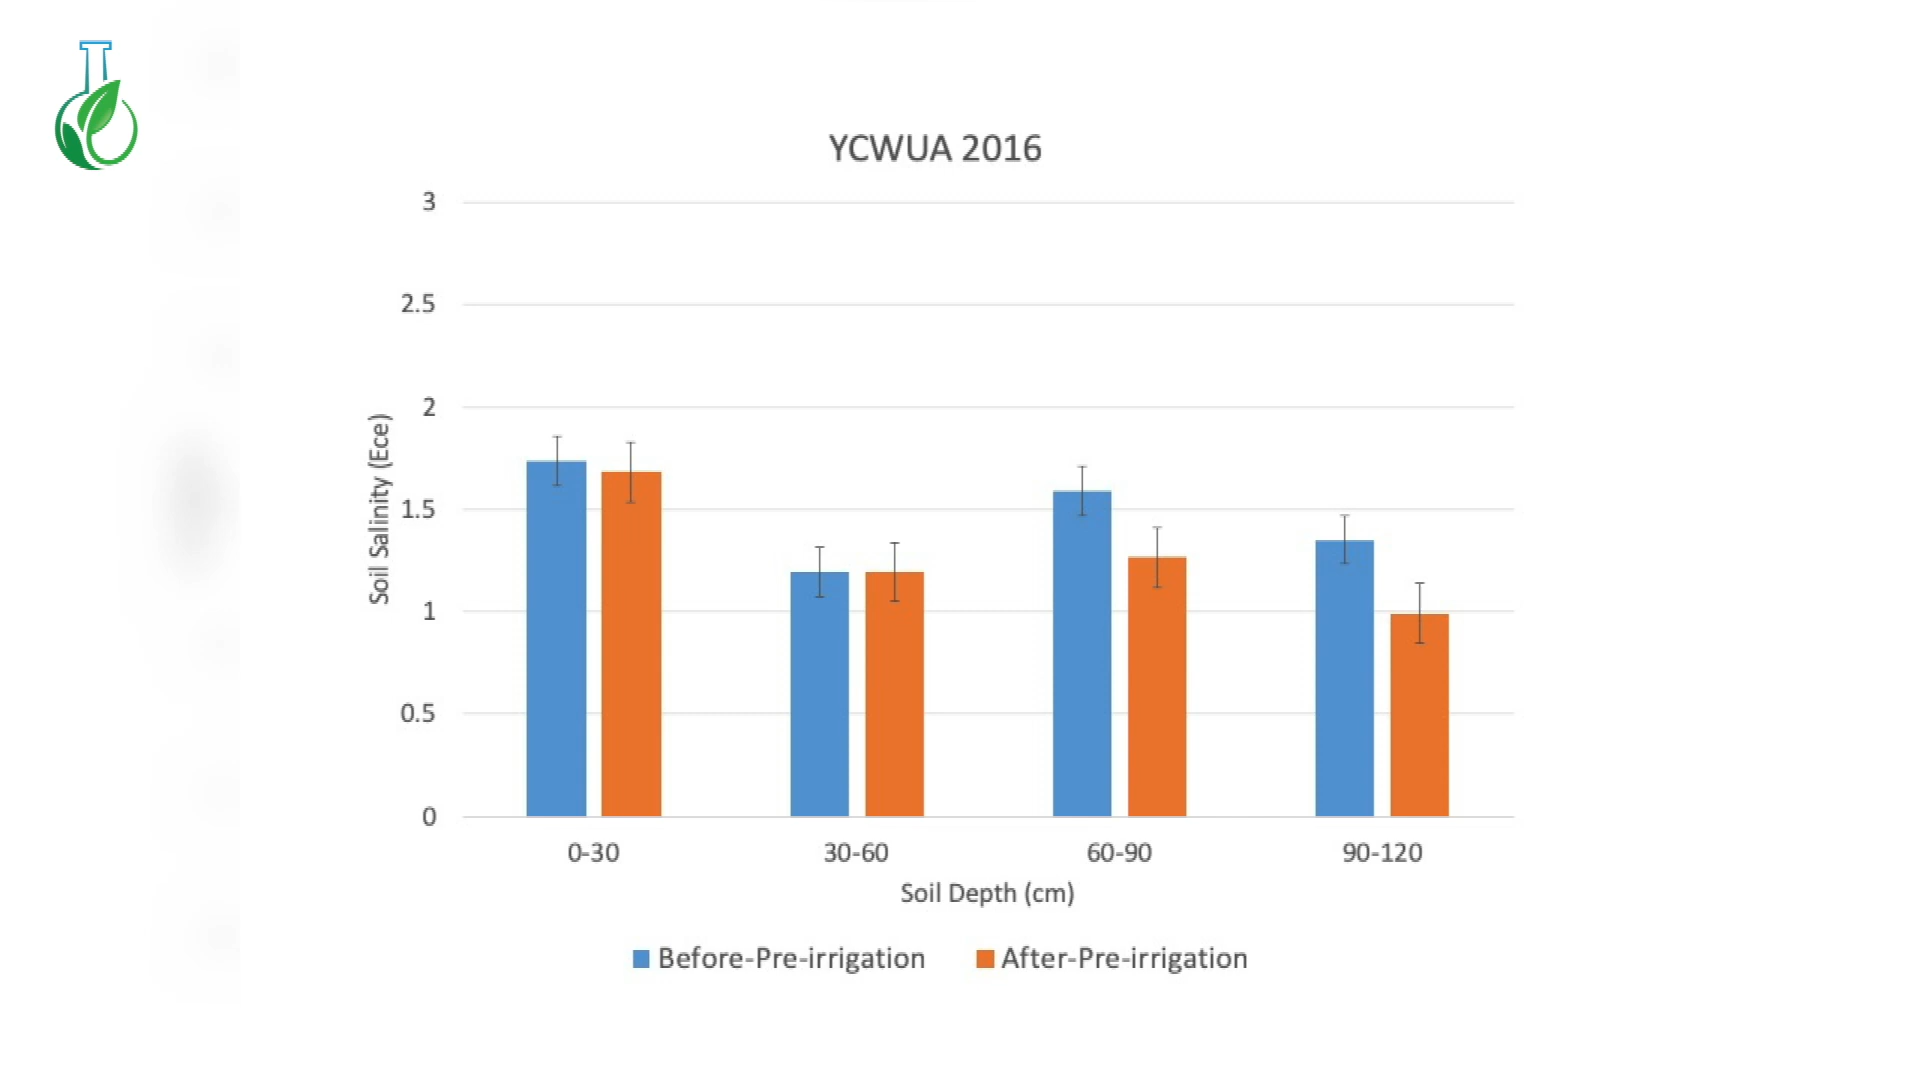 YCWUA 2016
3
2.5
2
1.5
1
0.5
0
Soil Salinity (Ece)
0-30 30-60 60-90 90-120
Soil Depth (cm)
Before-Pre-irrigation After-Pre-irrigation